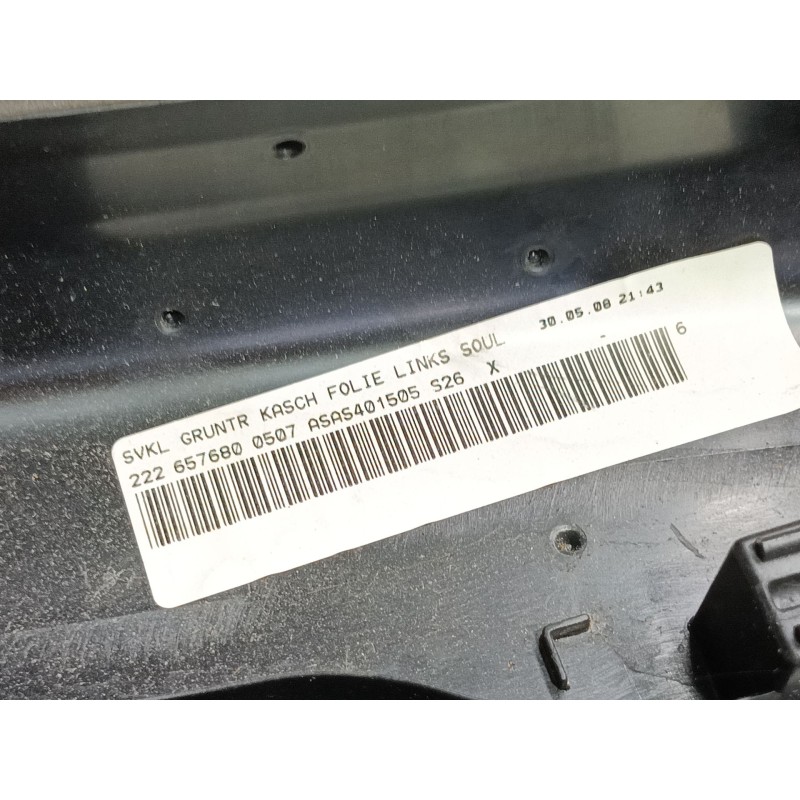 SVKL GRUNTR KASCH FOLIE LINKS SOUL 30.05.08 21:43
222 657680 0507 ASAS401505 S26 X - 6
L